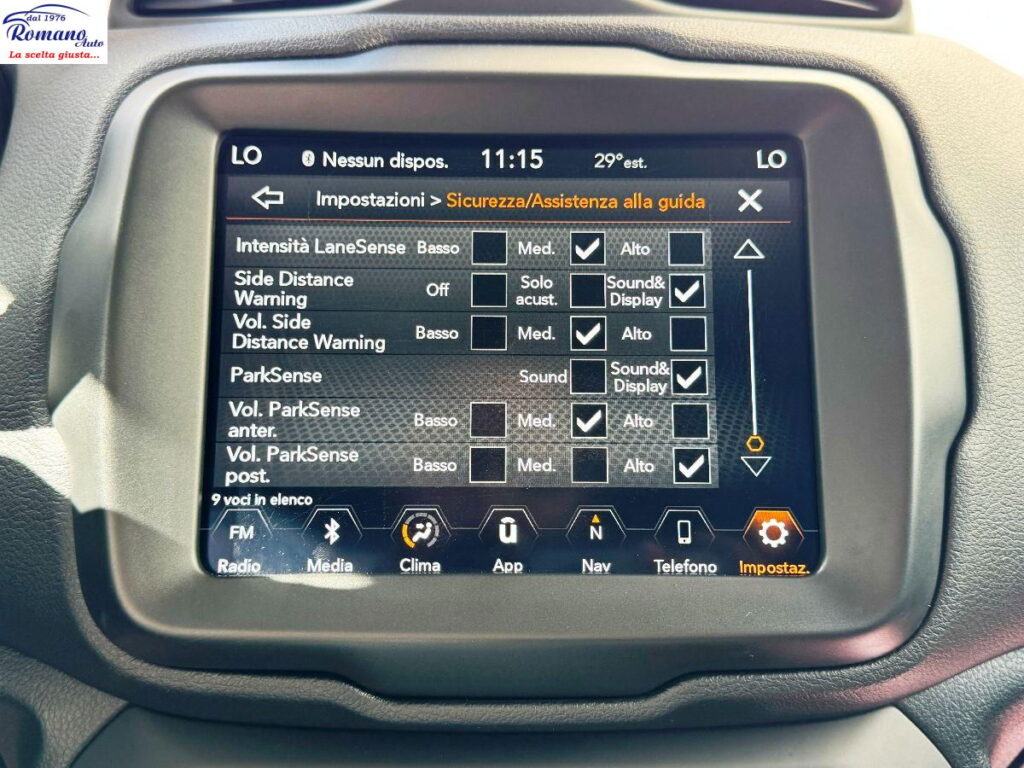 dal 1976
Romano Auto
La scelta giusta...
LO Nessun dispos. 11:15 29° est. LO
Impostazioni > Sicurezza/Assistenza alla guida
Intensità LaneSense Basso Med. Alto
Side Distance
Warning
Off
Solo
acust.
Sound&
Display
Vol. Side
Distance Warning
Basso Med. Alto
ParkSense
Sound
Sound&
Display
Vol. ParkSense
anter.
Basso Med. Alto
Vol. ParkSense
post.
Basso Med. Alto
9 voci in elenco
FM ū N
Radio Media Clima App Nav Telefono Impostaz.